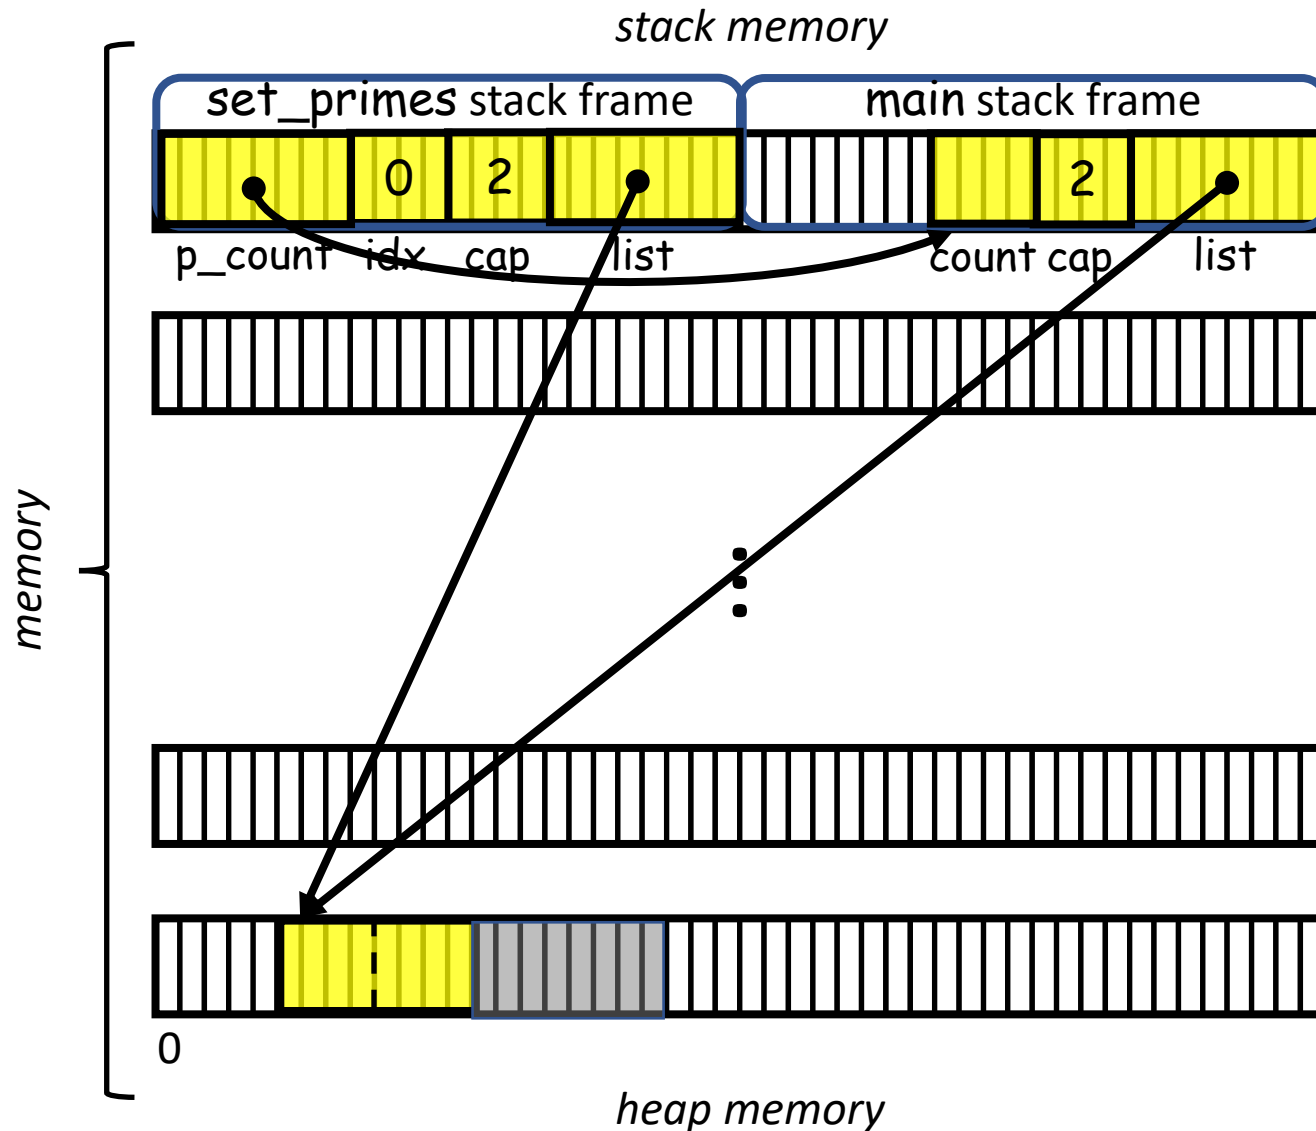 stack memory
set_primes stack frame main stack frame
0 2 2
p_count idx cap list count cap list
memory
0
heap memory